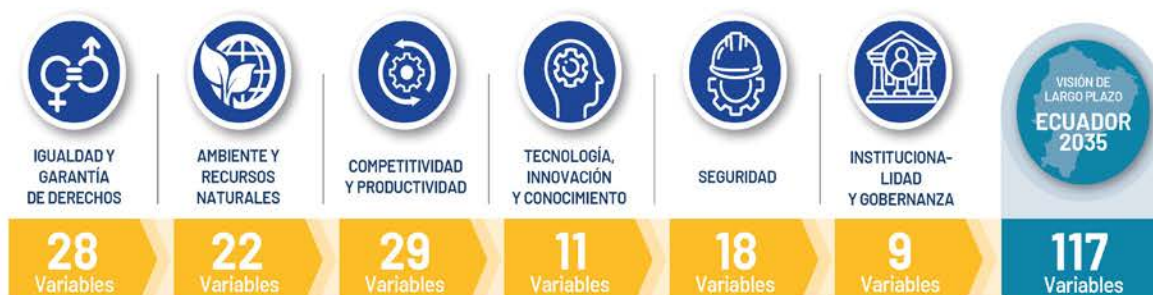 IGUALDAD Y
GARANTÍA
DE DERECHOS
28
Variables
AMBIENTE Y
RECURSOS
NATURALES
22
Variables
COMPETITIVIDAD
Y PRODUCTIVIDAD
29
Variables
TECNOLOGÍA,
INNOVACIÓN
Y CONOCIMIENTO
11
Variables
SEGURIDAD
18
Variables
INSTITUCIONA-
LIDAD
Y GOBERNANZA
9
Variables
VISIÓN DE
LARGO PLAZO
ECUADOR
2035
117
Variables